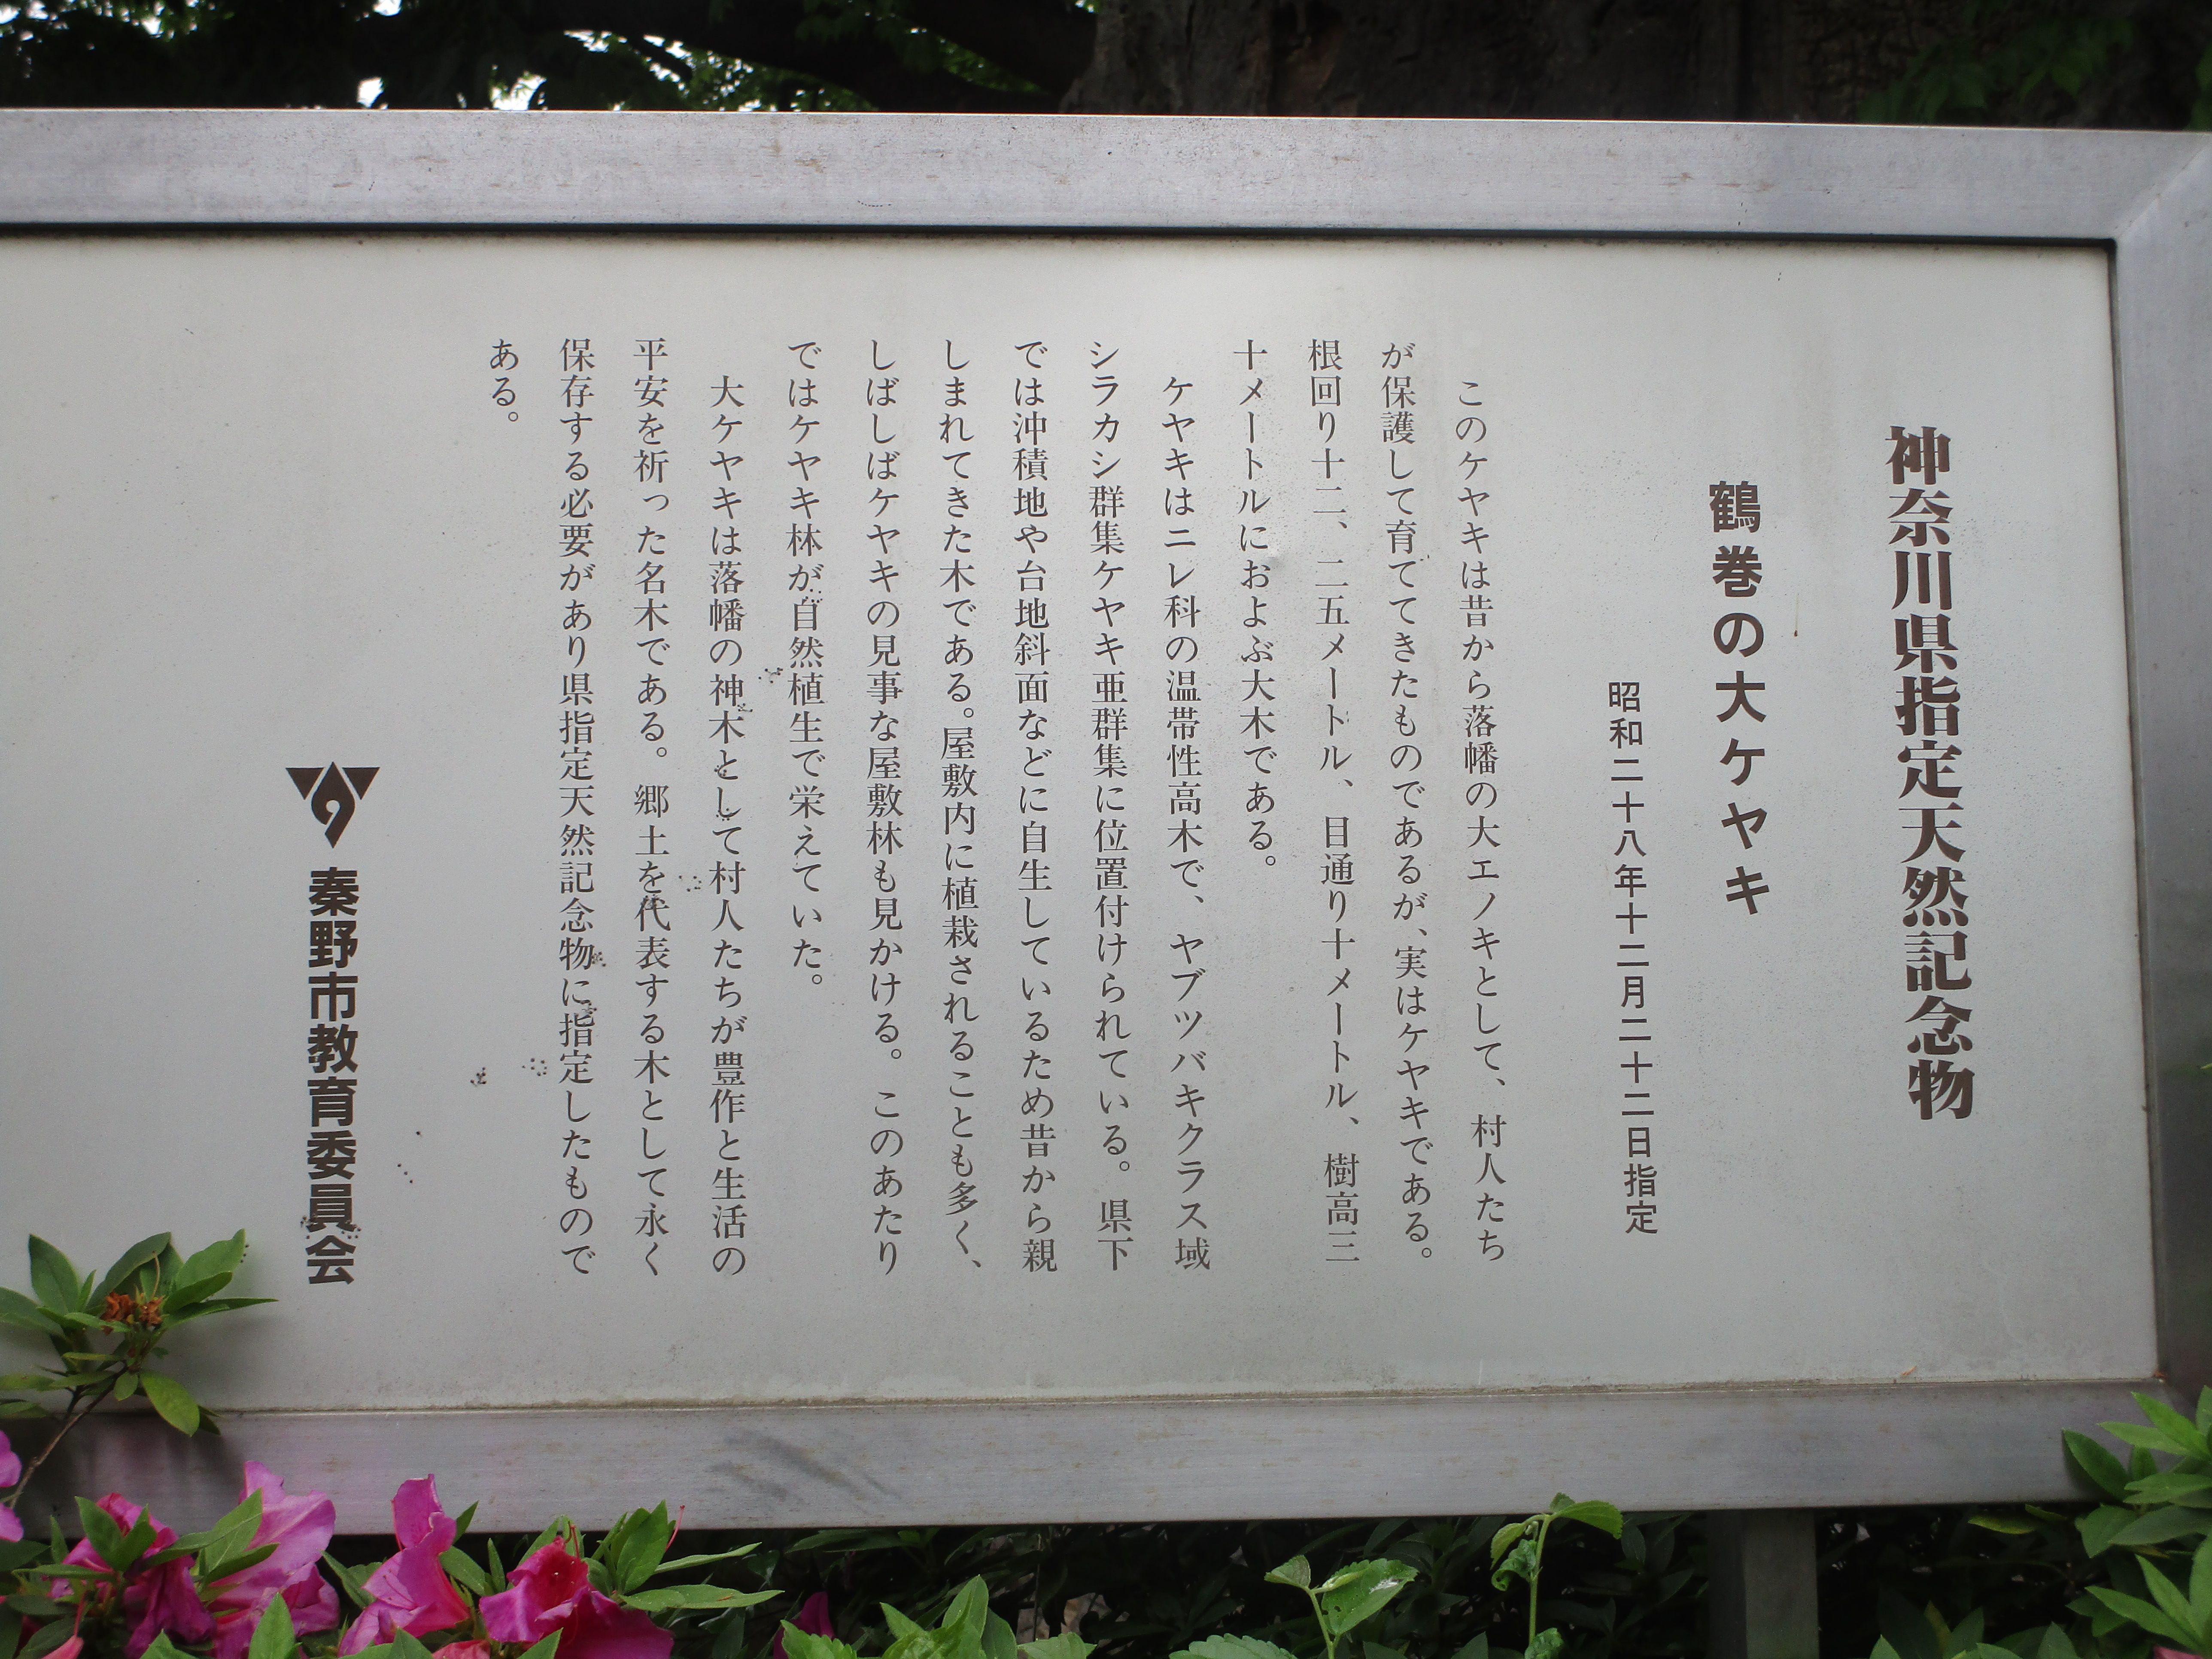 神奈川県指定天然記念物
鶴巻の大ケヤキ
昭和二十八年十二月二十二日指定
このケヤキは昔から落幡の大エノキとして、村人たち
が保護して育ててきたものであるが、実はケヤキである。
根回り十二、二五メートル、目通り十メートル、樹高三
十メートルにおよぶ大木である。
ケヤキはニレ科の温帯性高木で、ヤブツバキクラス域
シラカシ群集ケヤキ亜群集に位置付けられている。県下
では沖積地や台地斜面などに自生しているため昔から親
しまれてきた木である。屋敷内に植栽されることも多く、
しばしばケヤキの見事な屋敷林も見かける。このあたり
ではケヤキ林が自然植生で栄えていた。
大ケヤキは落幡の神木として村人たちが豊作と生活の
平安を祈った名木である。郷土を代表する木として永く
保存する必要があり県指定天然記念物に指定したもので
ある。
秦野市教育委員会